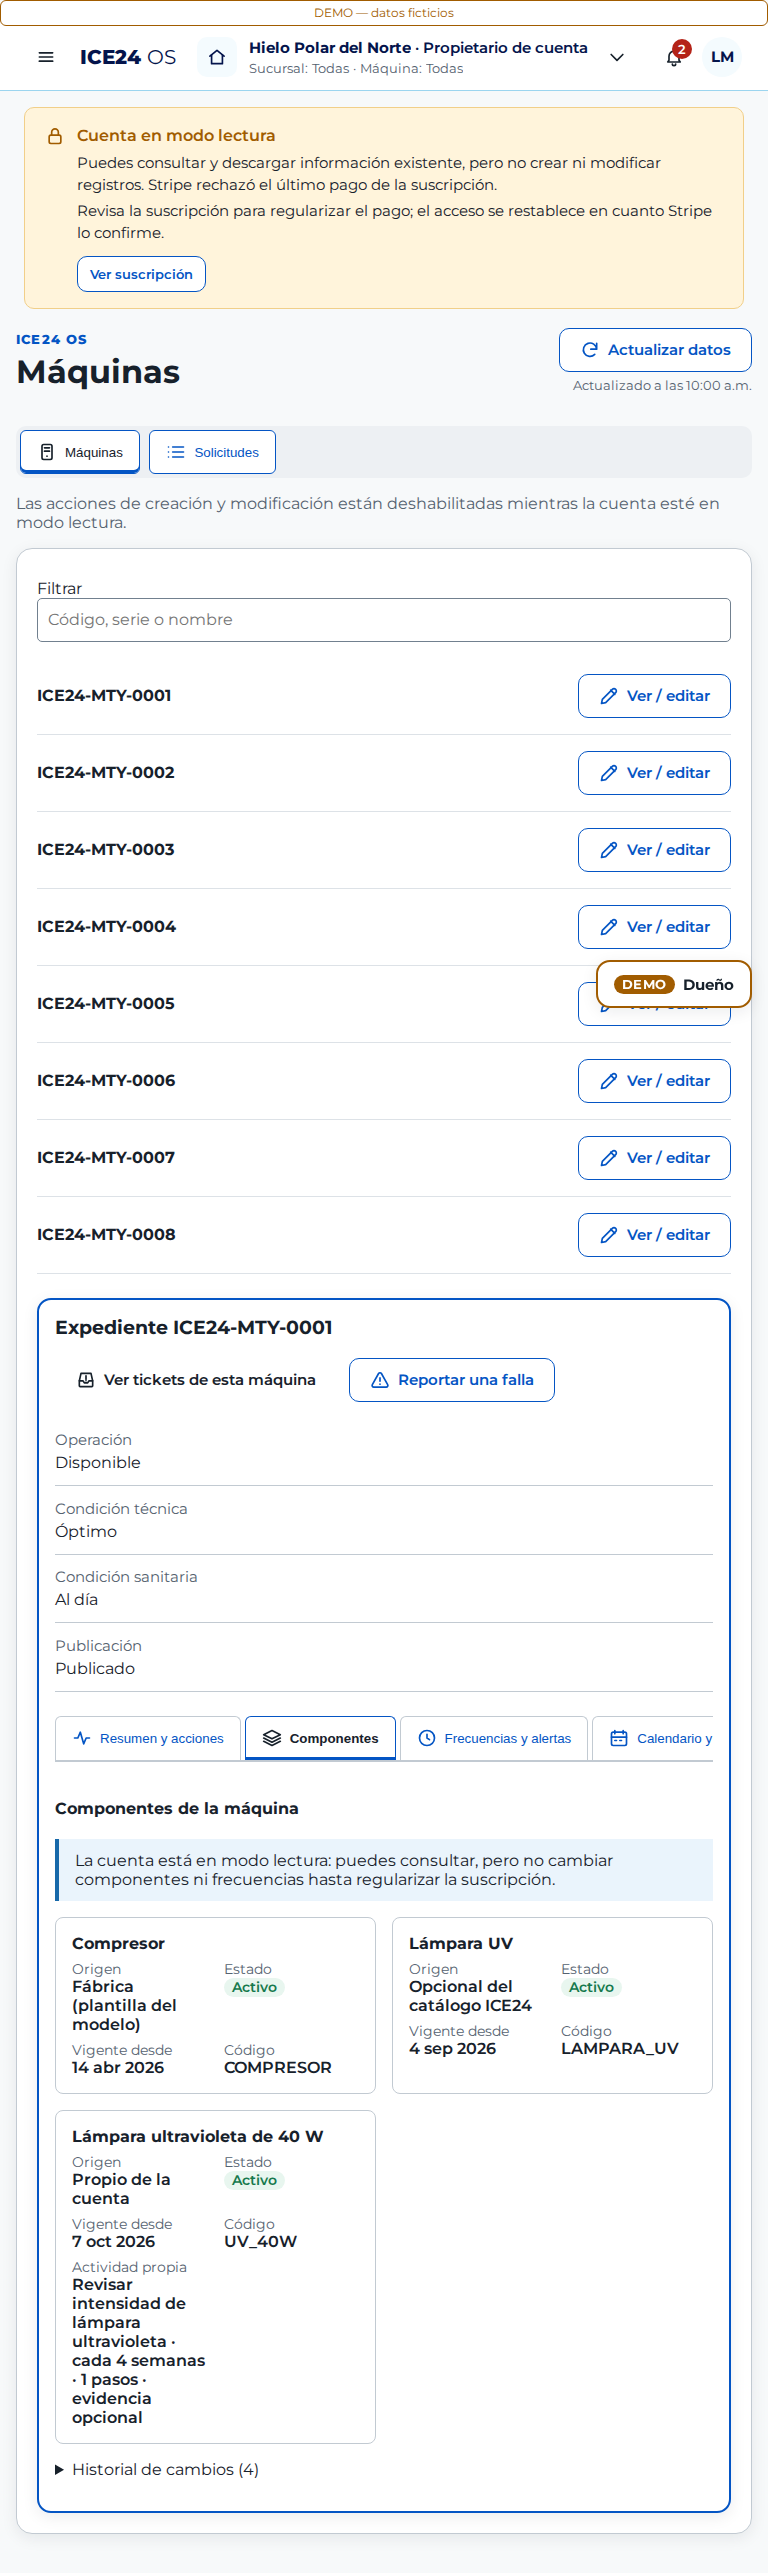 DEMO — datos ficticios
ICE24 OS
Hielo Polar del Norte · Propietario de cuenta
Sucursal: Todas · Máquina: Todas
2
LM
Cuenta en modo lectura
Puedes consultar y descargar información existente, pero no crear ni modificar
registros. Stripe rechazó el último pago de la suscripción.
Revisa la suscripción para regularizar el pago; el acceso se restablece en cuanto Stripe
lo confirme.
Ver suscripción
ICE24 OS
Máquinas
Actualizar datos
Actualizado a las 10:00 a.m.
Máquinas
Solicitudes
Las acciones de creación y modificación están deshabilitadas mientras la cuenta esté en
modo lectura.
Filtrar
Código, serie o nombre
ICE24-MTY-0001
Ver / editar
ICE24-MTY-0002
Ver / editar
ICE24-MTY-0003
Ver / editar
ICE24-MTY-0004
Ver / editar
DEMO Dueño
ICE24-MTY-0005
ICE24-MTY-0006
Ver / editar
ICE24-MTY-0007
Ver / editar
ICE24-MTY-0008
Ver / editar
Expediente ICE24-MTY-0001
Ver tickets de esta máquina
Reportar una falla
Operación
Disponible
Condición técnica
Óptimo
Condición sanitaria
Al día
Publicación
Publicado
Resumen y acciones
Componentes
Frecuencias y alertas
Calendario y
Componentes de la máquina
La cuenta está en modo lectura: puedes consultar, pero no cambiar
componentes ni frecuencias hasta regularizar la suscripción.
Compresor
Origen
Fábrica
(plantilla del
modelo)
Estado
Activo
Vigente desde
14 abr 2026
Código
COMPRESOR
Lámpara UV
Origen
Opcional del
catálogo ICE24
Estado
Activo
Vigente desde
4 sep 2026
Código
LAMPARA_UV
Lámpara ultravioleta de 40 W
Origen
Propio de la
cuenta
Estado
Activo
Vigente desde
7 oct 2026
Código
UV_40W
Actividad propia
Revisar
intensidad de
lámpara
ultravioleta ·
cada 4 semanas
· 1 pasos ·
evidencia
opcional
Historial de cambios (4)